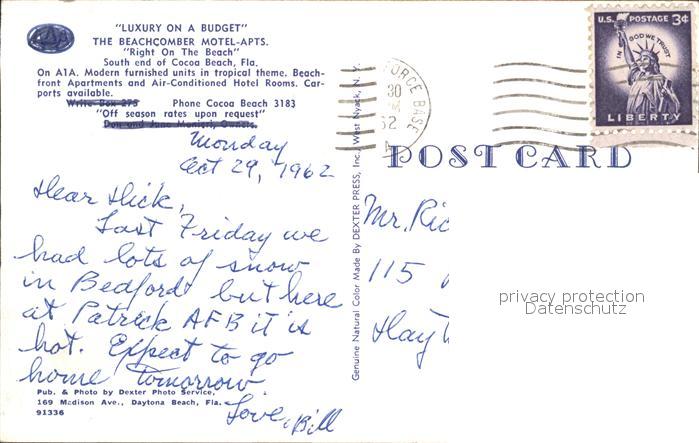 "LUXURY ON A BUDGET"
THE BEACHCOMBER MOTEL-APTS.
"Right On The Beach"
South end of Cocoa Beach, Fla.
On A1A. Modern furnished units in tropical theme. Beach-
front Apartments and Air-Conditioned Hotel Rooms. Car-
ports available.
Write Box 275 Phone Cocoa Beach 3183
"Off season rates upon request"
Don and June Manieri, Owners.
Monday
Oct 29, 1962
Dear Dick,
Last Friday we
had lots of snow
in Bedford but here
at Patrick AFB it is
hot. Expect to go
home tomorrow.
Love, Bill
Pub. & Photo by Dexter Photo Service,
169 Madison Ave., Daytona Beach, Fla.
91336
Genuine Natural Color Made By DEXTER PRESS, Inc., West Nyack, N. Y.
FORCE BASE
30
U.S. POSTAGE 3¢
IN GOD WE TRUST
LIBERTY
POST CARD
Mr. Ric
115
Dayt
privacy protection
Datenschutz